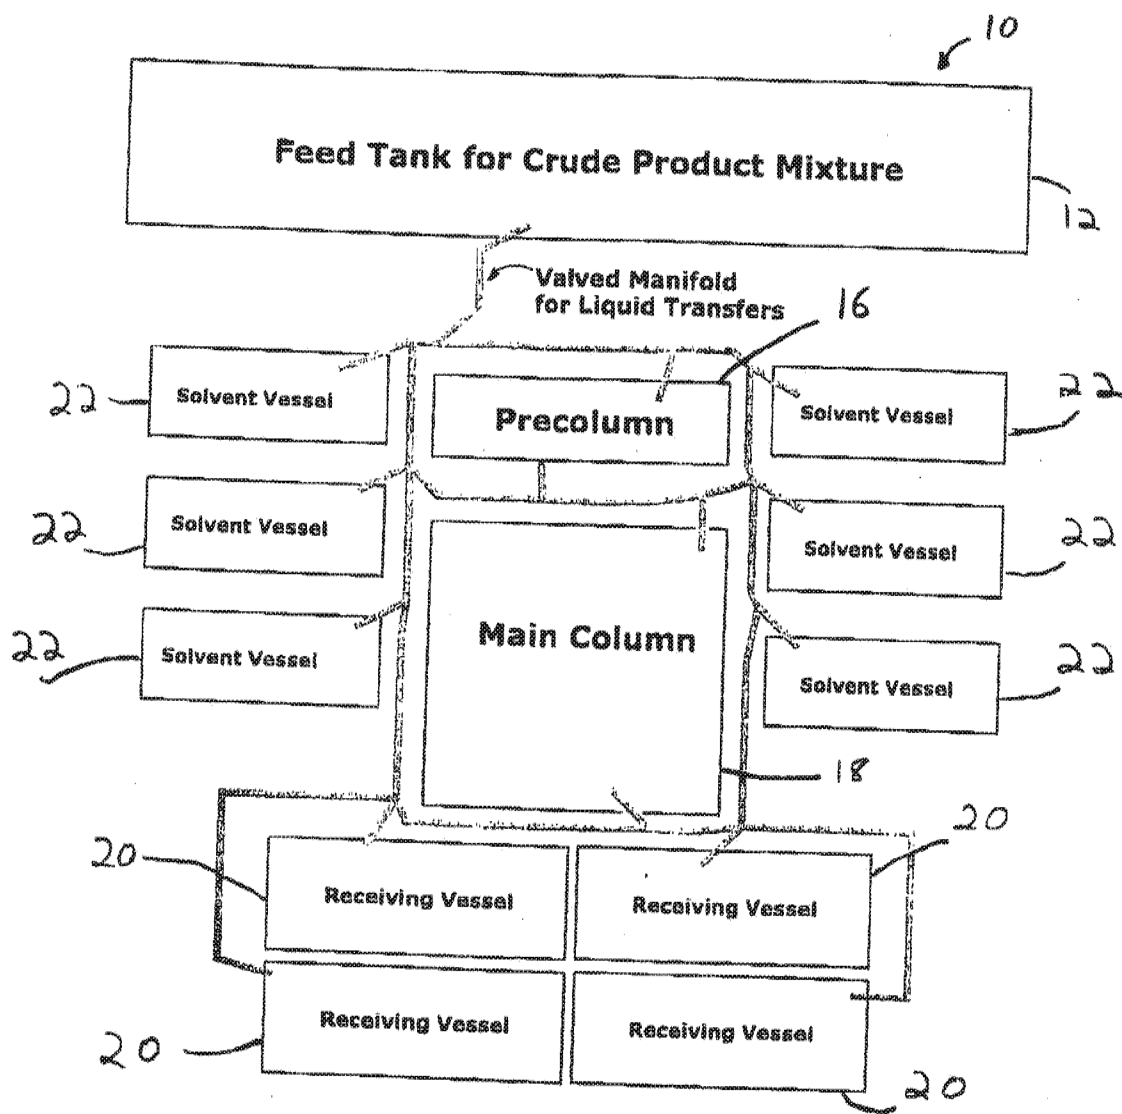 10
Feed Tank for Crude Product Mixture
12
Valved Manifold
for Liquid Transfers
16
22
Solvent Vessel
Precolumn
Solvent Vessel
22
22
Solvent Vessel
Solvent Vessel
22
22
Solvent Vessel
Main Column
Solvent Vessel
22
18
20
20
Receiving Vessel
Receiving Vessel
20
Receiving Vessel
Receiving Vessel
20